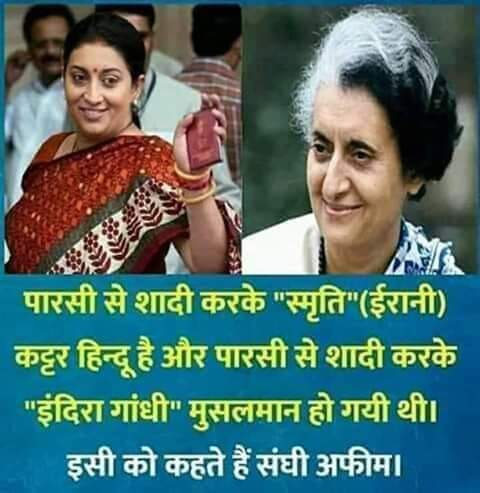 पारसी से शादी करके "स्मृति"(ईरानी)
कट्टर हिन्दू है और पारसी से शादी करके
"इंदिरा गांधी" मुसलमान हो गयी थी।
इसी को कहते हैं संघी अफीम।